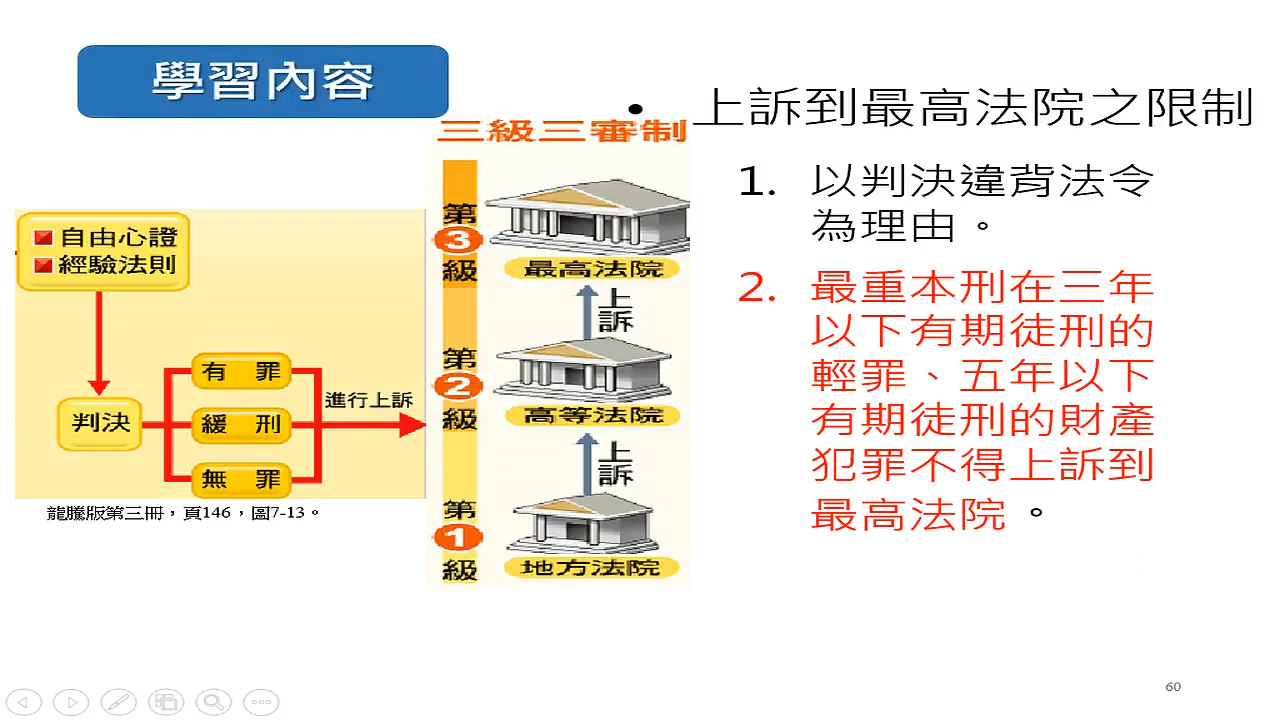 學習內容
自由心證
經驗法則
判決
有 罪
緩 刑
無 罪
進行上訴
龍騰版第三冊，頁146，圖7-13。
三級三審制
第3級
最高法院
上訴
第2級
高等法院
上訴
第1級
地方法院
• 上訴到最高法院之限制
1. 以判決違背法令
為理由。
2. 最重本刑在三年
以下有期徒刑的
輕罪、五年以下
有期徒刑的財產
犯罪不得上訴到
最高法院。
60